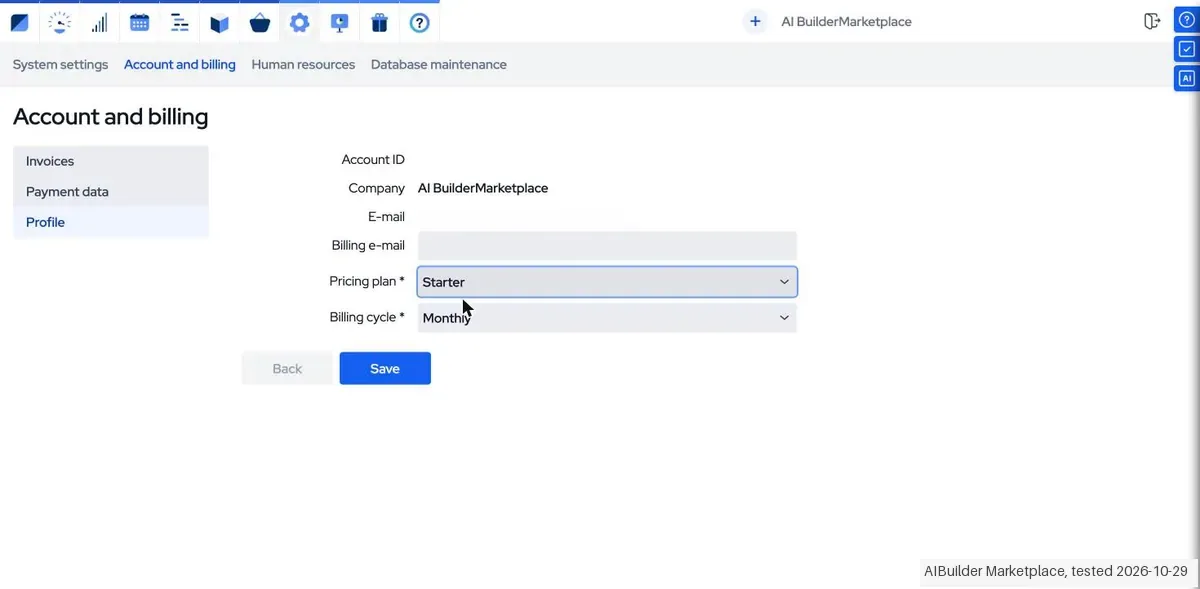 AI BuilderMarketplace
AI
System settings Account and billing Human resources Database maintenance
Account and billing
Invoices
Payment data
Profile
Account ID
Company AI BuilderMarketplace
E-mail
Billing e-mail
Pricing plan * Starter
Billing cycle * Monthly
Back Save
AIBuilder Marketplace, tested 2026-10-29